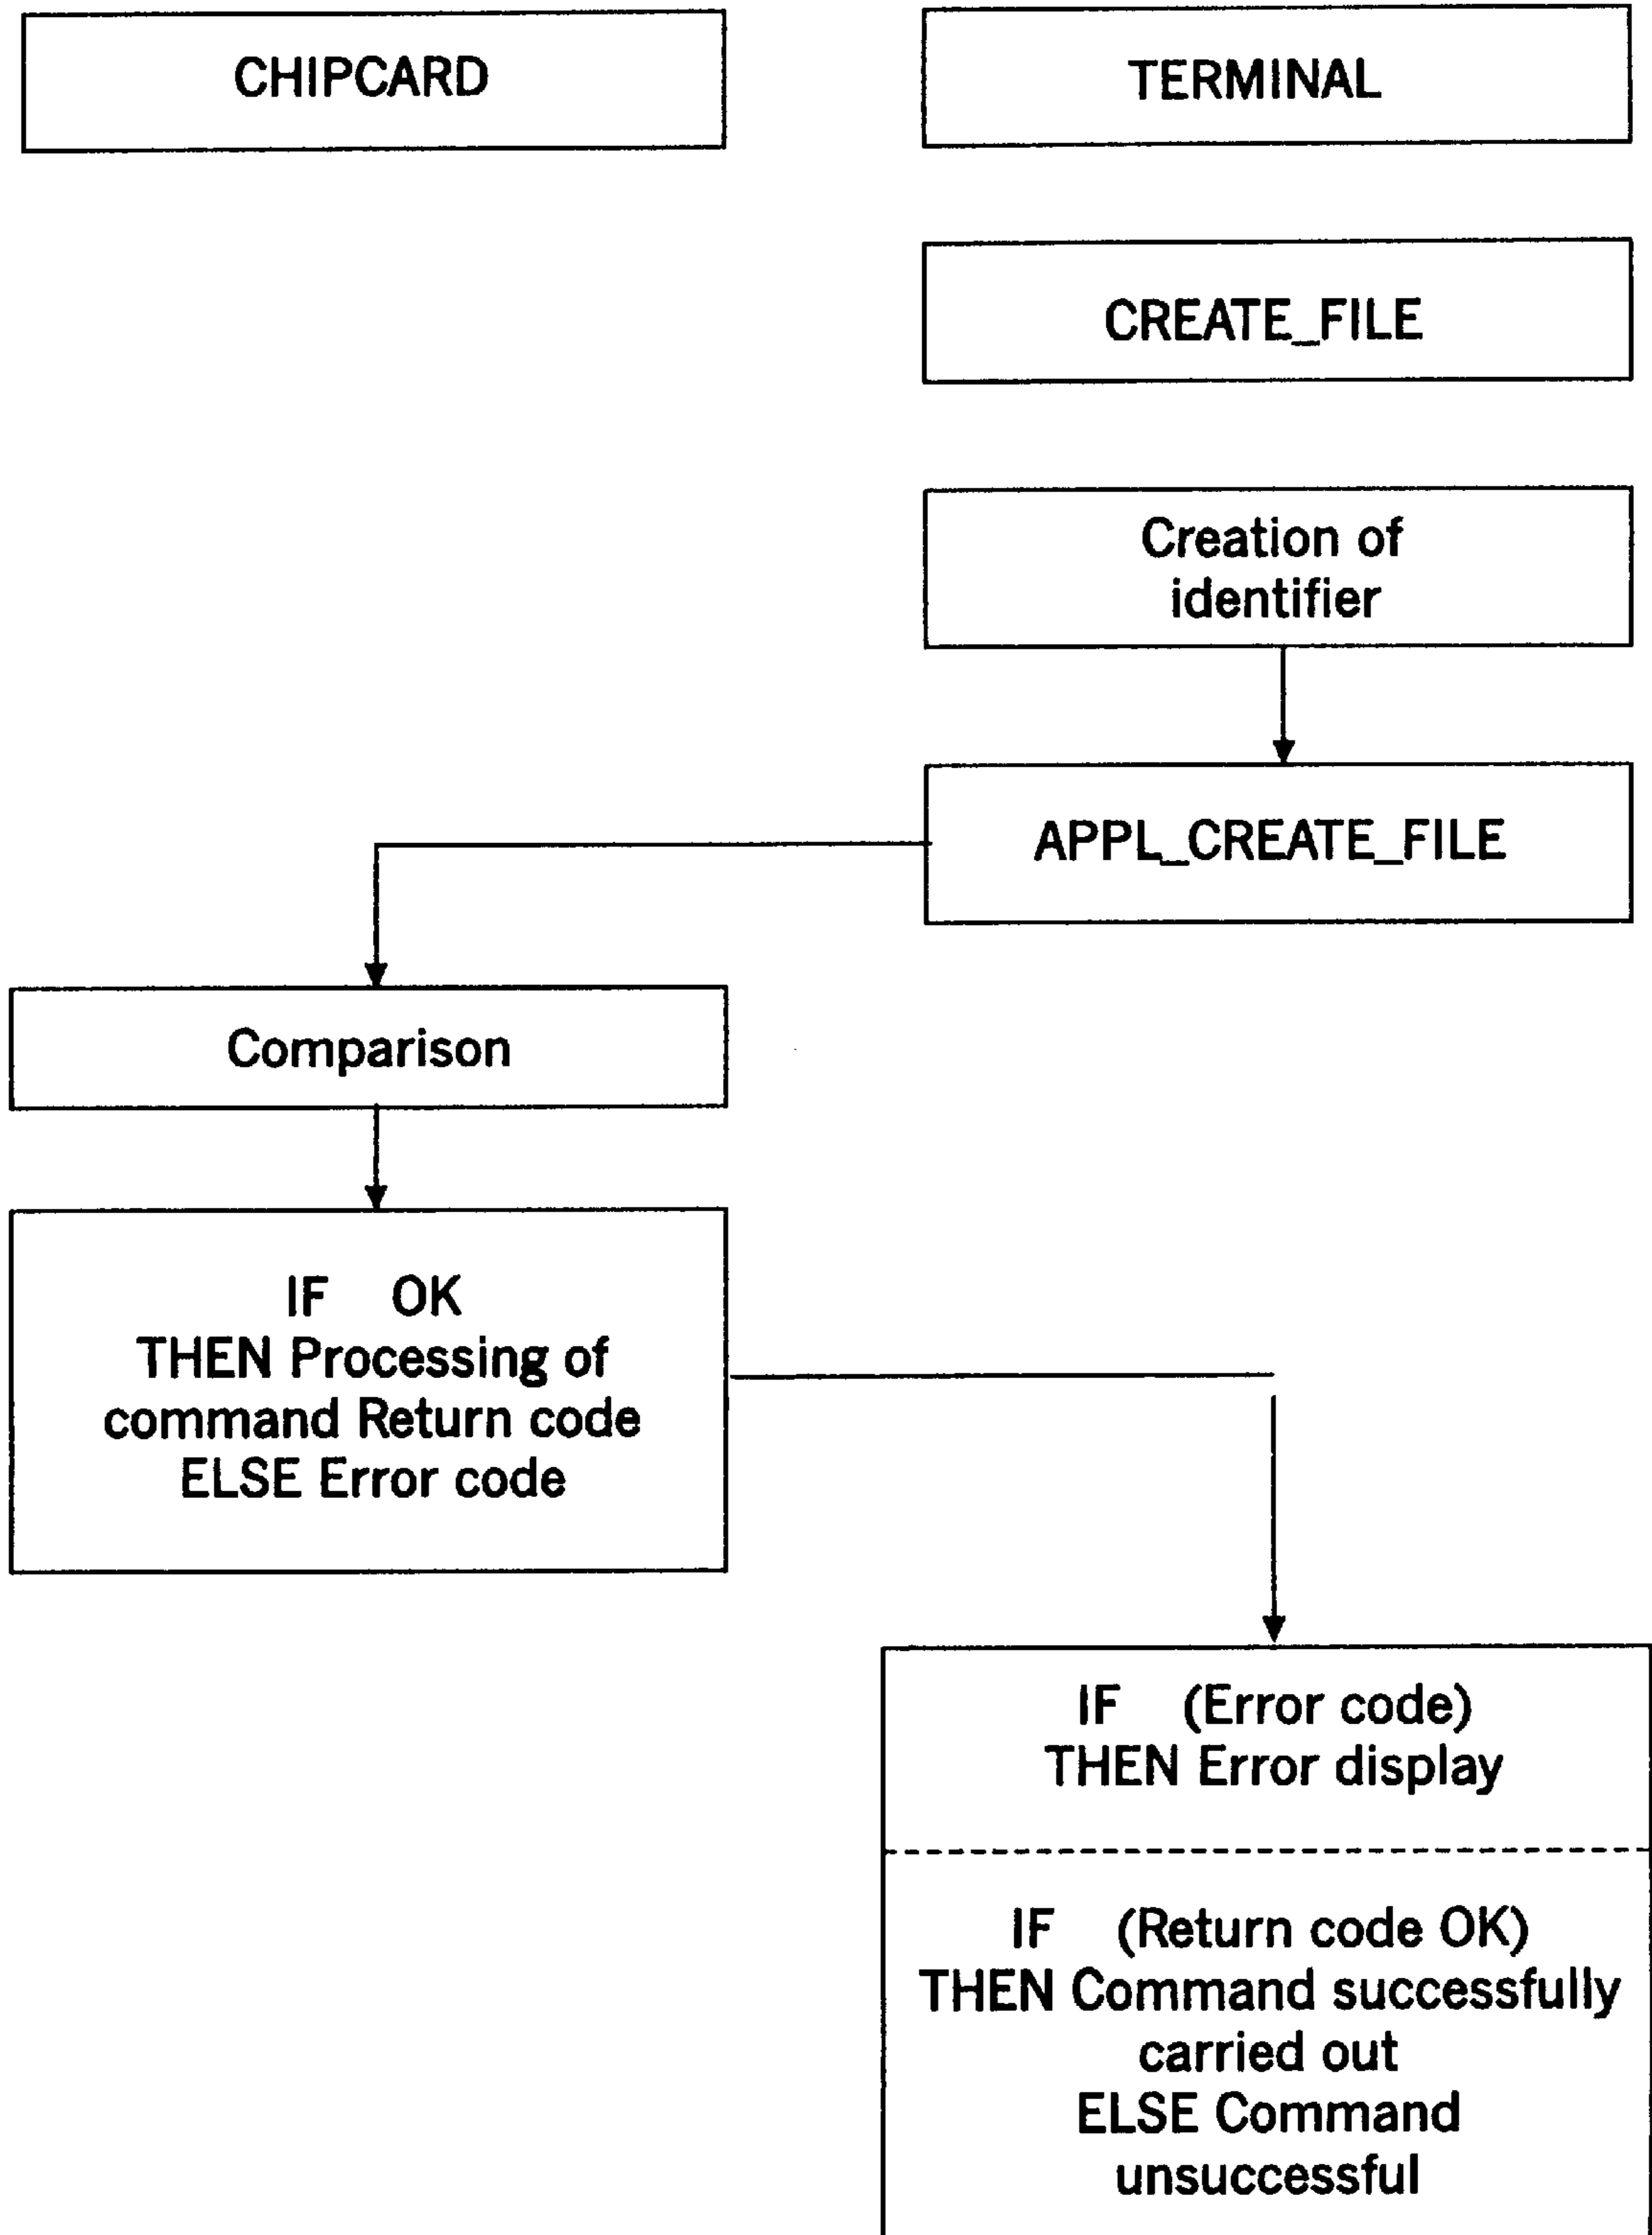 CHIPCARD
TERMINAL
CREATE_FILE
Creation of
identifier
APPL_CREATE_FILE
Comparison
IF OK
THEN Processing of
command Return code
ELSE Error code
IF (Error code)
THEN Error display
IF (Return code OK)
THEN Command successfully
carried out
ELSE Command
unsuccessful